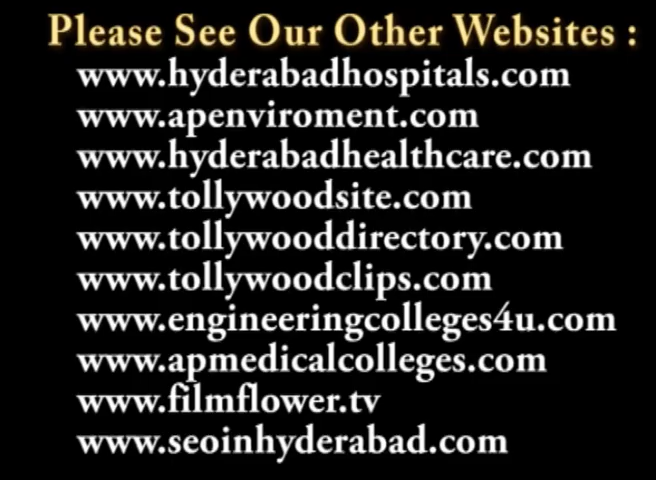 Please See Our Other Websites :
www.hyderabadhospitals.com
www.apenviroment.com
www.hyderabadhealthcare.com
www.tollywoodsite.com
www.tollywooddirectory.com
www.tollywoodclips.com
www.engineeringcolleges4u.com
www.apmedicalcolleges.com
www.filmflower.tv
www.seoinhyderabad.com